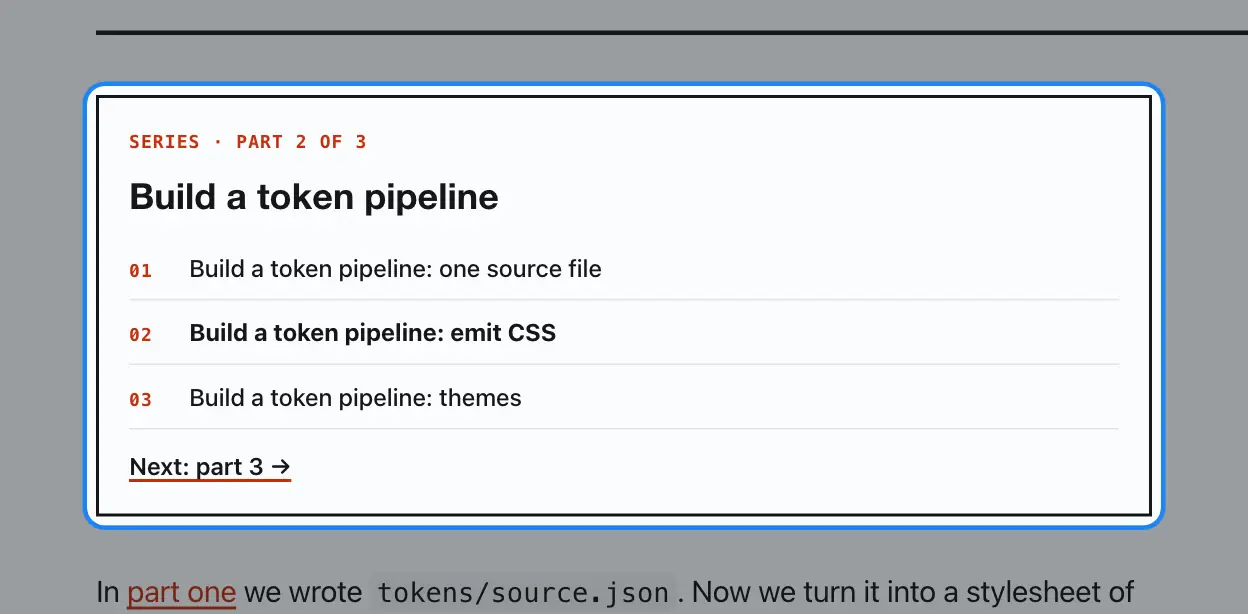 SERIES · PART 2 OF 3
Build a token pipeline
01 Build a token pipeline: one source file
02 Build a token pipeline: emit CSS
03 Build a token pipeline: themes
Next: part 3 →
In part one we wrote tokens/source.json. Now we turn it into a stylesheet of